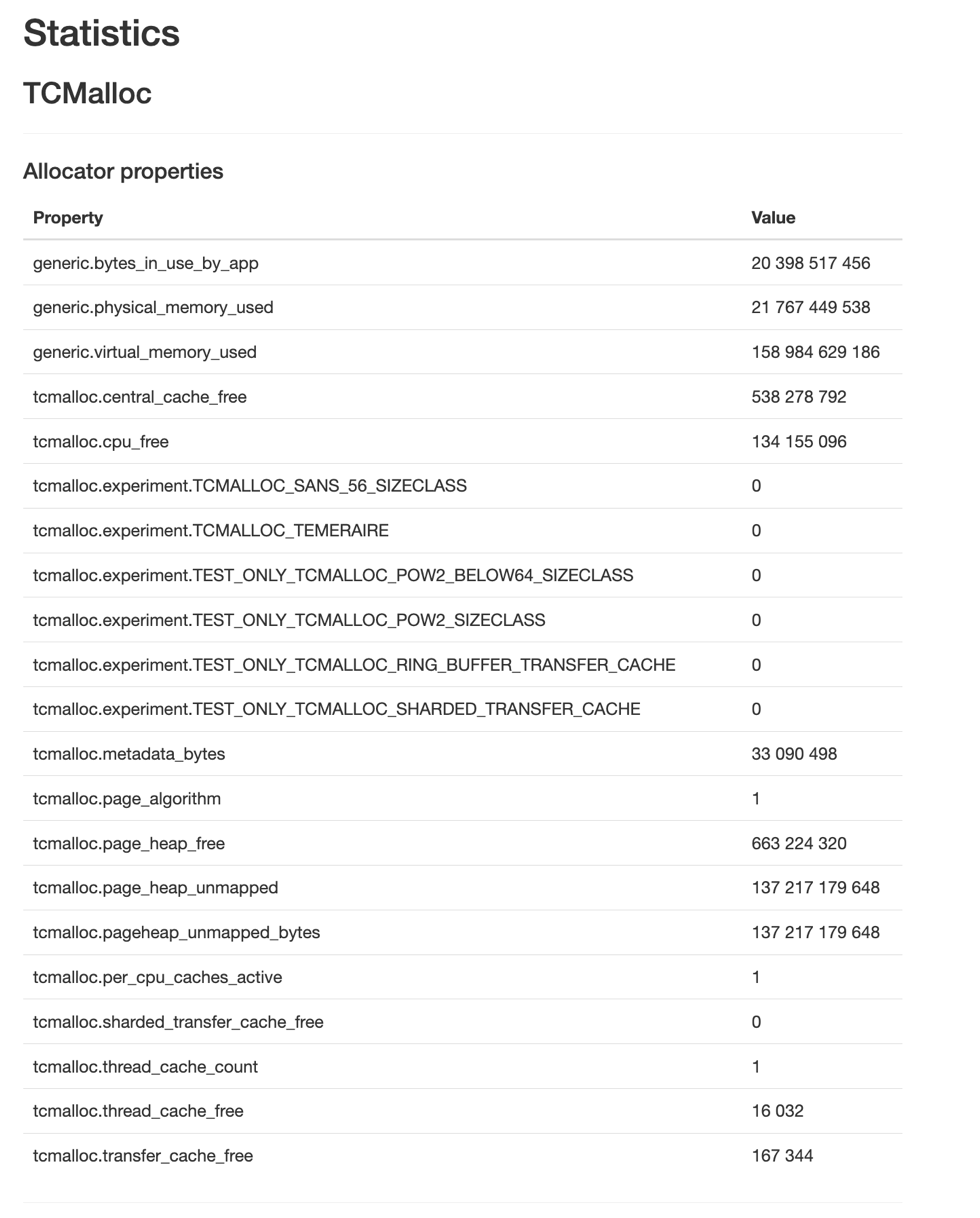 Statistics
TCMalloc
Allocator properties
Property Value
generic.bytes_in_use_by_app 20 398 517 456
generic.physical_memory_used 21 767 449 538
generic.virtual_memory_used 158 984 629 186
tcmalloc.central_cache_free 538 278 792
tcmalloc.cpu_free 134 155 096
tcmalloc.experiment.TCMALLOC_SANS_56_SIZECLASS 0
tcmalloc.experiment.TCMALLOC_TEMERAIRE 0
tcmalloc.experiment.TEST_ONLY_TCMALLOC_POW2_BELOW64_SIZECLASS 0
tcmalloc.experiment.TEST_ONLY_TCMALLOC_POW2_SIZECLASS 0
tcmalloc.experiment.TEST_ONLY_TCMALLOC_RING_BUFFER_TRANSFER_CACHE 0
tcmalloc.experiment.TEST_ONLY_TCMALLOC_SHARDED_TRANSFER_CACHE 0
tcmalloc.metadata_bytes 33 090 498
tcmalloc.page_algorithm 1
tcmalloc.page_heap_free 663 224 320
tcmalloc.page_heap_unmapped 137 217 179 648
tcmalloc.pageheap_unmapped_bytes 137 217 179 648
tcmalloc.per_cpu_caches_active 1
tcmalloc.sharded_transfer_cache_free 0
tcmalloc.thread_cache_count 1
tcmalloc.thread_cache_free 16 032
tcmalloc.transfer_cache_free 167 344